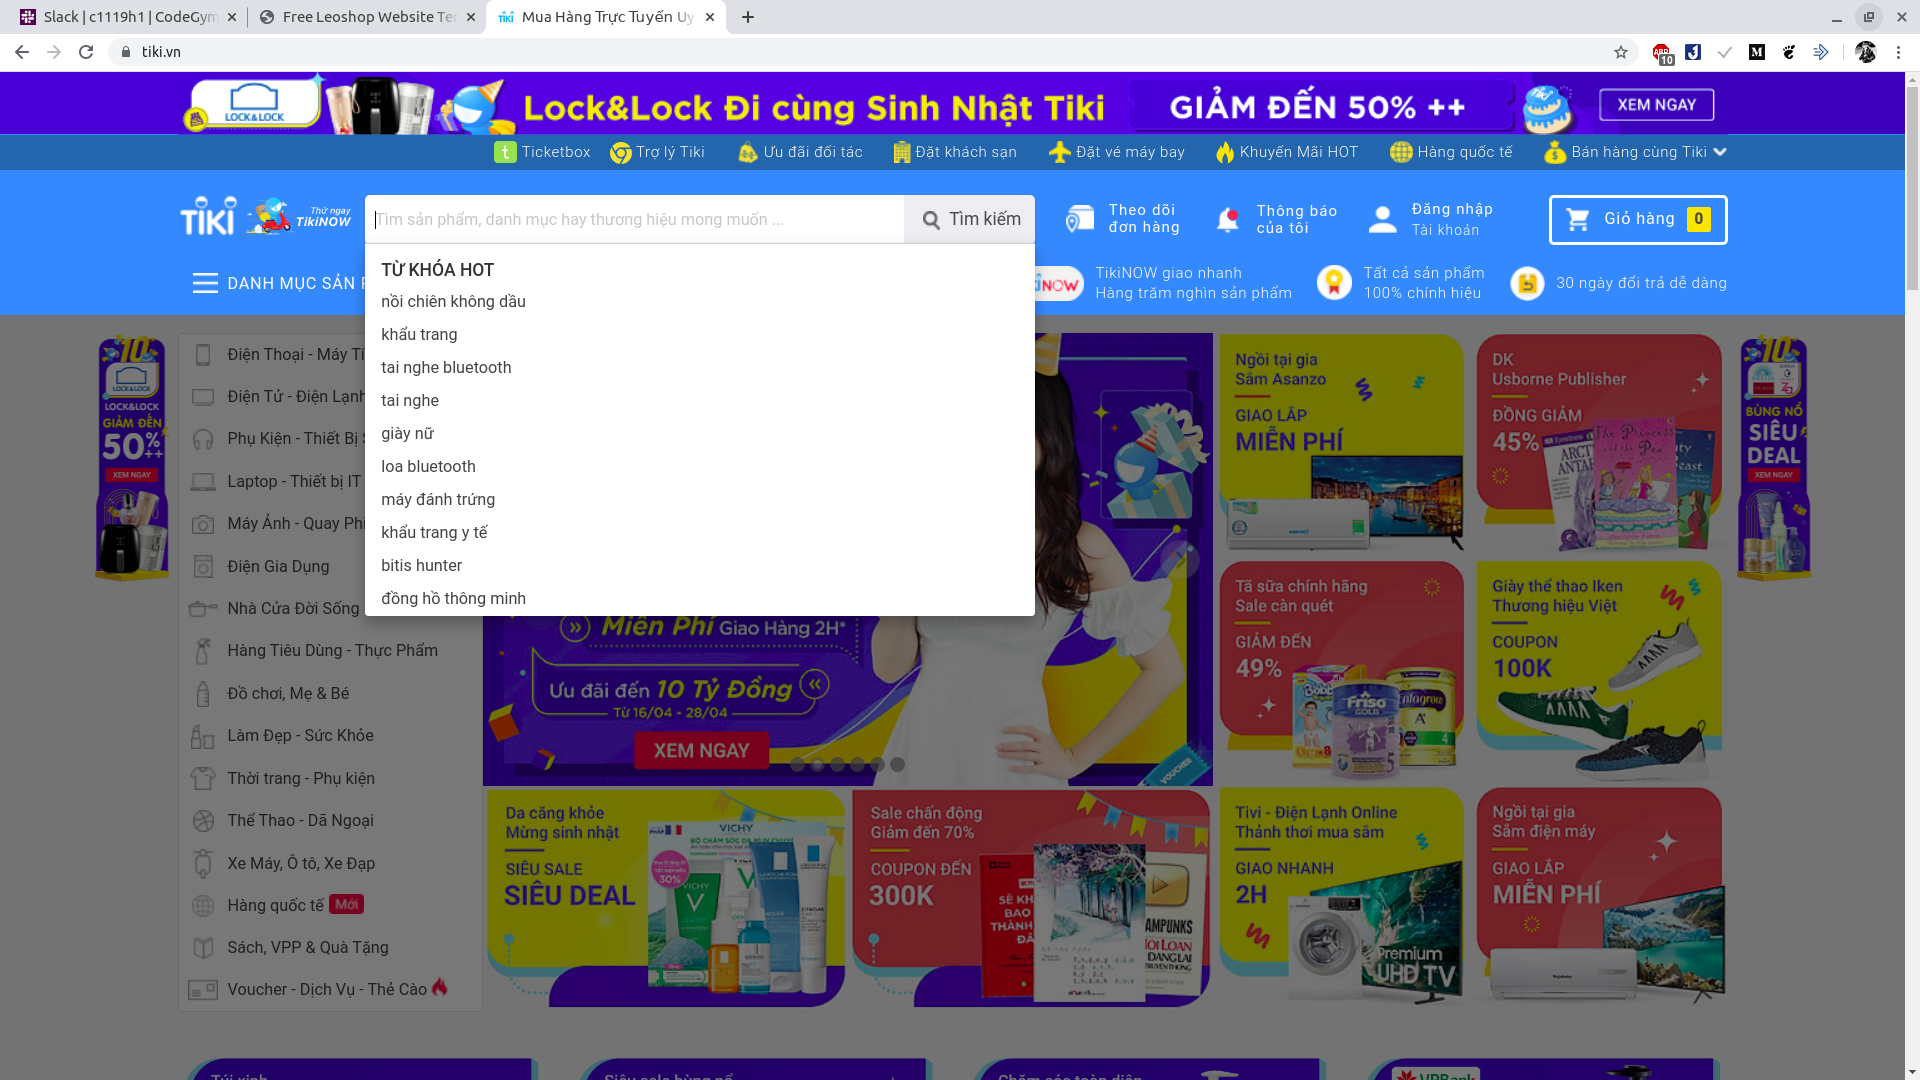 Slack | c1119h1 | CodeGym
Free Leoshop Website Ter
Mua Hàng Trực Tuyến Uy
tiki.vn
10
LOCK&LOCK
Lock&Lock Đi cùng Sinh Nhật Tiki
GIẢM ĐẾN 50% ++
XEM NGAY
Ticketbox
Trợ lý Tiki
Ưu đãi đối tác
Đặt khách sạn
Đặt vé máy bay
Khuyến Mãi HOT
Hàng quốc tế
Bán hàng cùng Tiki
TIKI
Thử ngay
TikiNOW
Tìm sản phẩm, danh mục hay thương hiệu mong muốn ...
Tìm kiếm
Theo dõi
đơn hàng
Thông báo
của tôi
Đăng nhập
Tài khoản
Giỏ hàng 0
DANH MỤC SẢN P
TikiNOW giao nhanh
Hàng trăm nghìn sản phẩm
Tất cả sản phẩm
100% chính hiệu
30 ngày đổi trả dễ dàng
TỪ KHÓA HOT
nồi chiên không dầu
khẩu trang
tai nghe bluetooth
tai nghe
giày nữ
loa bluetooth
máy đánh trứng
khẩu trang y tế
bitis hunter
đồng hồ thông minh
LOCK&LOCK
GIẢM ĐẾN
50%++
XEM NGAY
Điện Thoại - Máy Tí
Điện Tử - Điện Lạnh
Phụ Kiện - Thiết Bị S
Laptop - Thiết bị IT
Máy Ảnh - Quay Phi
Điện Gia Dụng
Nhà Cửa Đời Sống
Hàng Tiêu Dùng - Thực Phẩm
Đồ chơi, Mẹ & Bé
Làm Đẹp - Sức Khỏe
Thời trang - Phụ kiện
Thể Thao - Dã Ngoại
Xe Máy, Ô tô, Xe Đạp
Hàng quốc tế Mới
Sách, VPP & Quà Tặng
Voucher - Dịch Vụ - Thẻ Cào
Miễn Phí Giao Hàng 2H*
Ưu đãi đến 10 Tỷ Đồng
Từ 16/04 - 28/04
XEM NGAY
VOUCHER
Ngồi tại gia
Sắm Asanzo
GIAO LẮP
MIỄN PHÍ
DK
Usborne Publisher
ĐỒNG GIẢM
45%
The Princess
and the Pea
BÙNG NỔ
SIÊU
DEAL
XEM NGAY
Tã sữa chính hãng
Sale càn quét
GIẢM ĐẾN
49%
Friso
GOLD
Enfagrow
A+
4
Giày thể thao Iken
Thương hiệu Việt
COUPON
100K
Da căng khỏe
Mừng sinh nhật
SIÊU SALE
SIÊU DEAL
VICHY
30%
VICHY
Sale chấn động
Giảm đến 70%
COUPON ĐẾN
300K
Tivi - Điện Lạnh Online
Thảnh thơi mua sắm
GIAO NHANH
2H
Premium
UHD TV
Ngồi tại gia
Sắm điện máy
GIAO LẮP
MIỄN PHÍ
VPBank